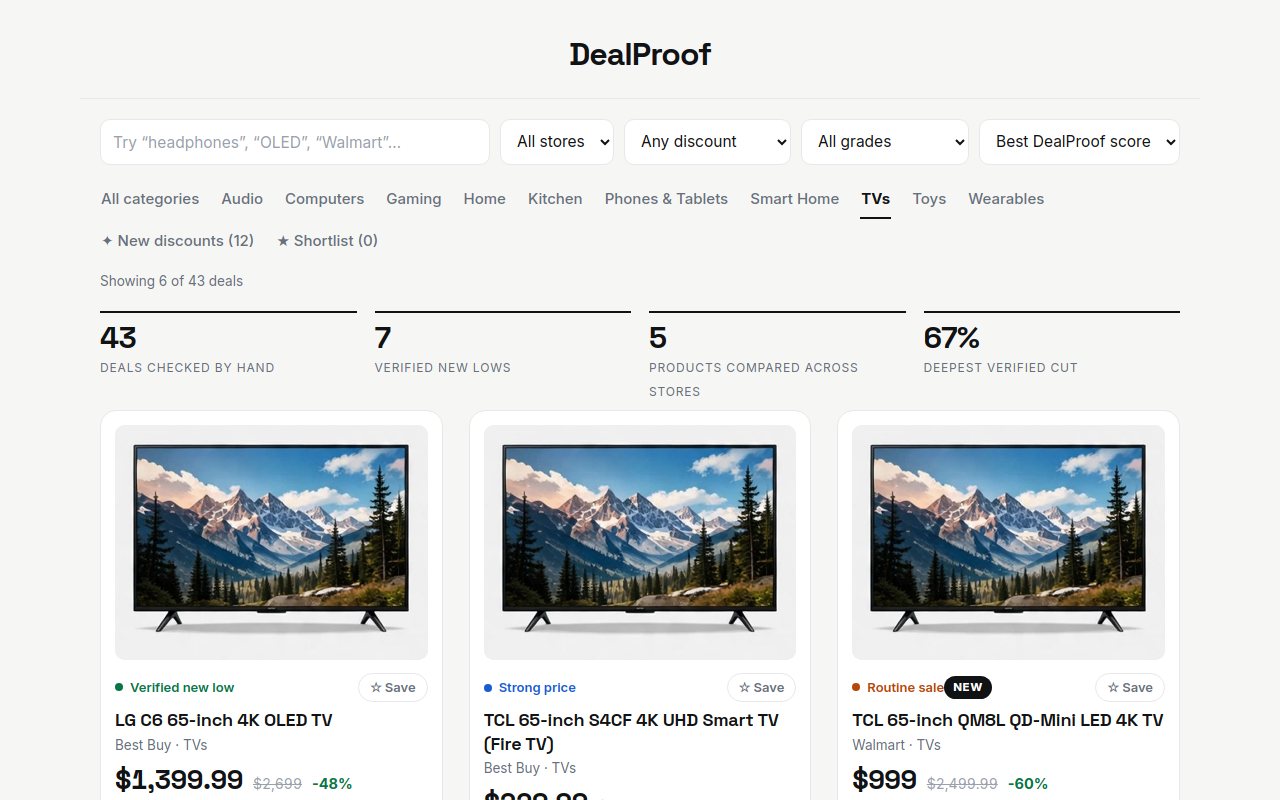 DealProof
Try “headphones”, “OLED”, “Walmart”...
All stores
Any discount
All grades
Best DealProof score
All categories Audio Computers Gaming Home Kitchen Phones & Tablets Smart Home TVs Toys Wearables
✦ New discounts (12) ★ Shortlist (0)
Showing 6 of 43 deals
43
DEALS CHECKED BY HAND
7
VERIFIED NEW LOWS
5
PRODUCTS COMPARED ACROSS
STORES
67%
DEEPEST VERIFIED CUT
Verified new low
☆ Save
LG C6 65-inch 4K OLED TV
Best Buy · TVs
$1,399.99 $2,699 -48%
Strong price
☆ Save
TCL 65-inch S4CF 4K UHD Smart TV
(Fire TV)
Best Buy · TVs
Routine sale NEW
☆ Save
TCL 65-inch QM8L QD-Mini LED 4K TV
Walmart · TVs
$999 $2,499.99 -60%